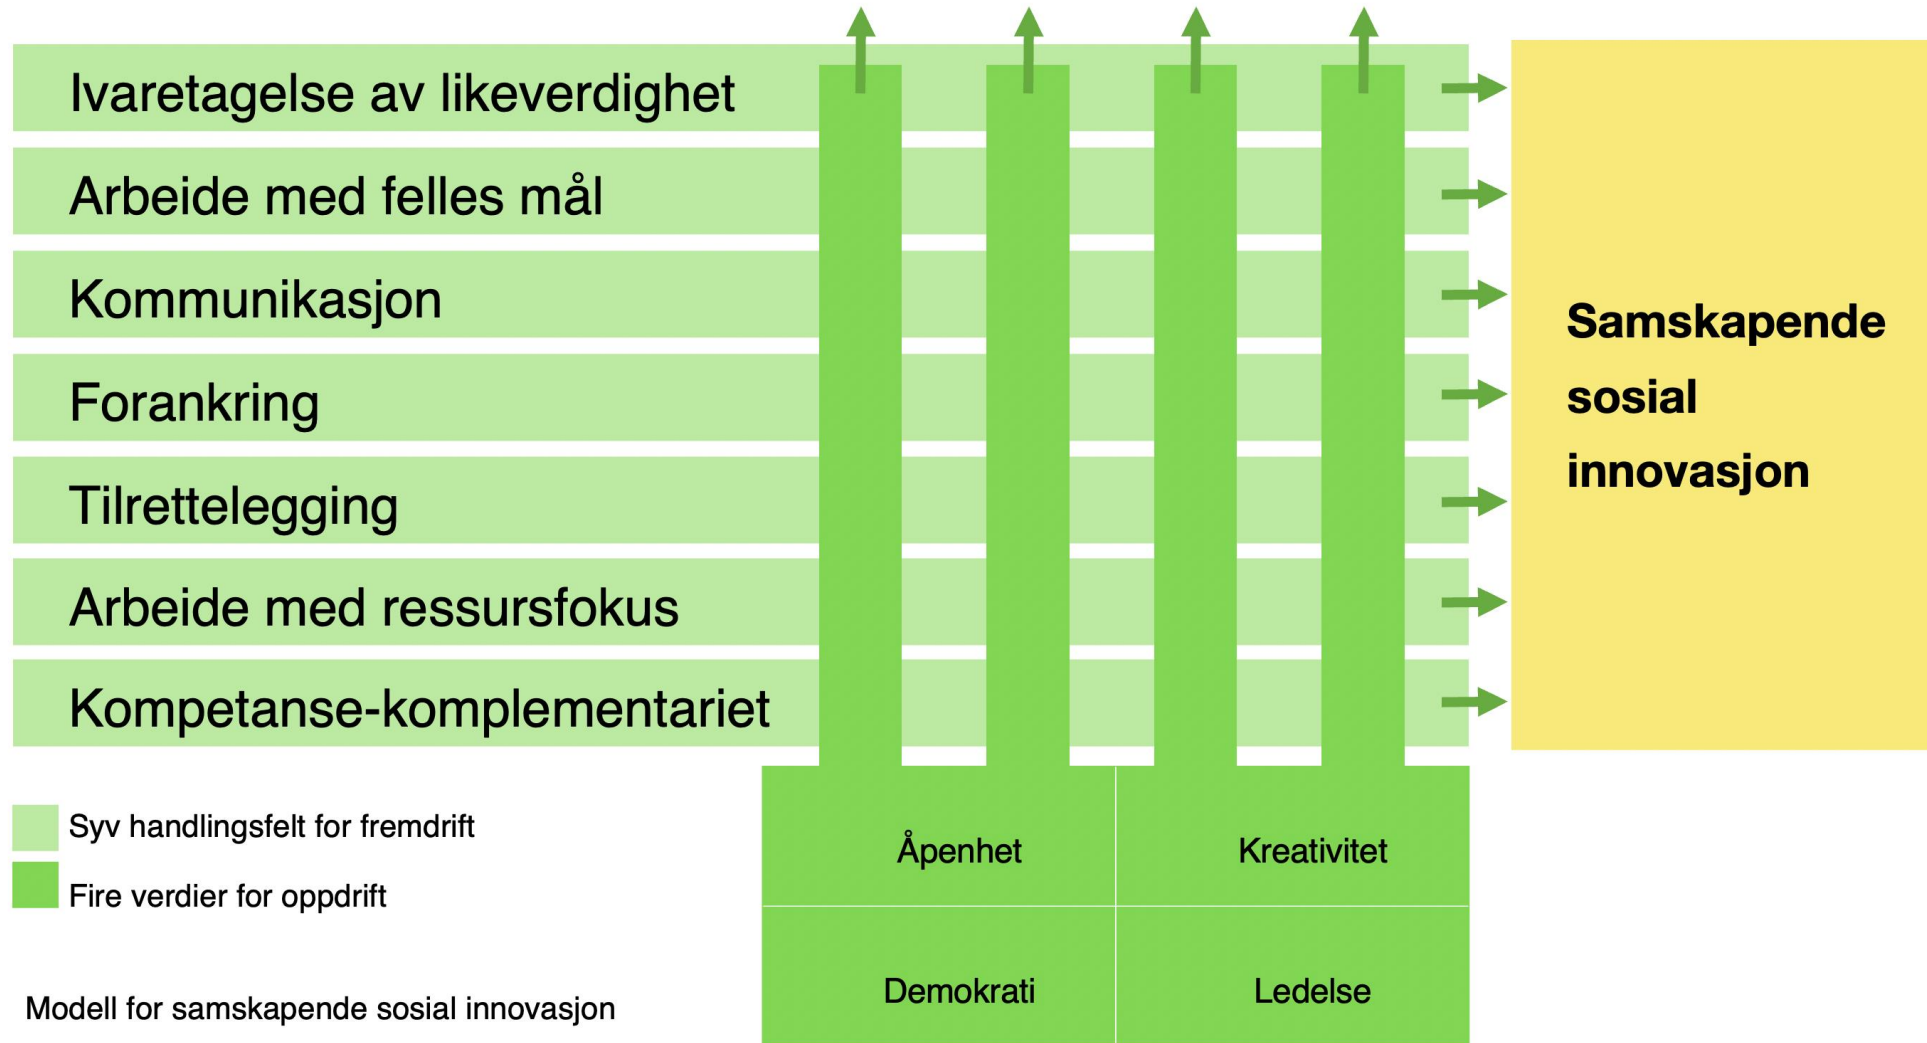 Ivaretagelse av likeverdighet
Arbeide med felles mål
Kommunikasjon
Forankring
Tilrettelegging
Arbeide med ressursfokus
Kompetanse-komplementariet
Samskapende
sosial
innovasjon
Syv handlingsfelt for fremdrift
Fire verdier for oppdrift
Åpenhet
Kreativitet
Demokrati
Ledelse
Modell for samskapende sosial innovasjon